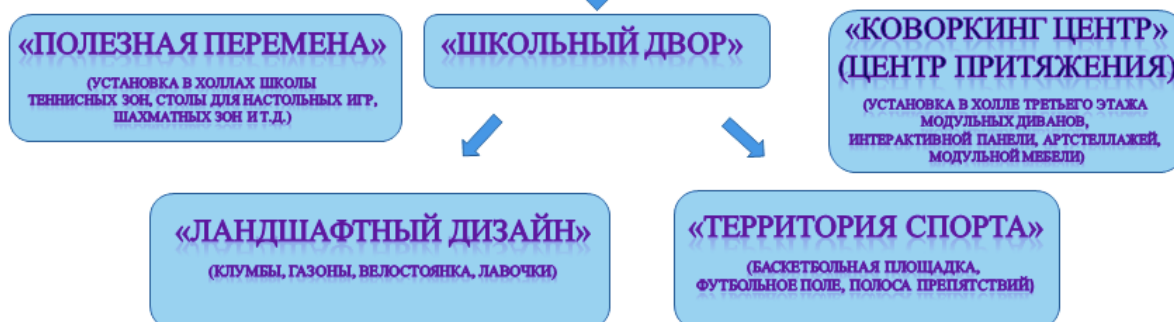 «ПОЛЕЗНАЯ ПЕРЕМЕНА»
(УСТАНОВКА В ХОЛЛАХ ШКОЛЫ
ТЕННИСНЫХ ЗОН, СТОЛЫ ДЛЯ НАСТОЛЬНЫХ ИГР,
ШАХМАТНЫХ ЗОН И Т.Д.)
«ШКОЛЬНЫЙ ДВОР»
«КОВОРКИНГ ЦЕНТР»
(ЦЕНТР ПРИТЯЖЕНИЯ)
(УСТАНОВКА В ХОЛЛЕ ТРЕТЬЕГО ЭТАЖА
МОДУЛЬНЫХ ДИВАНОВ,
ИНТЕРАКТИВНОЙ ПАНЕЛИ, АРТСТЕЛЛАЖЕЙ,
МОДУЛЬНОЙ МЕБЕЛИ)
«ЛАНДШАФТНЫЙ ДИЗАЙН»
(КЛУМБЫ, ГАЗОНЫ, ВЕЛОСТОЯНКА, ЛАВОЧКИ)
«ТЕРРИТОРИЯ СПОРТА»
(БАСКЕТБОЛЬНАЯ ПЛОЩАДКА,
ФУТБОЛЬНОЕ ПОЛЕ, ПОЛОСА ПРЕПЯТСТВИЙ)